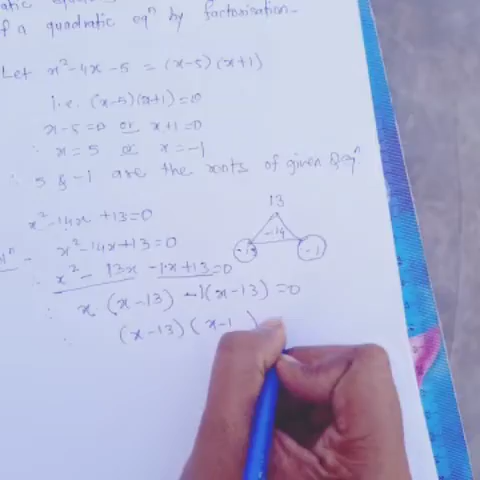 of a quadratic eqn by factorisation.
Let x² - 4x - 5 = (x-5)(x+1)
i.e. (x-5)(x+1)=0
x-5=0 or x+1=0
∴ x = 5 or x = -1
∴ 5 & -1 are the roots of given Q.eqn
x² - 14x + 13 = 0
13
x² - 14x + 13 = 0
-14
-13
-1
∴ x² - 13x - 1x + 13 = 0
∴ x (x-13) -1(x-13) = 0
∴ (x-13)(x-1)